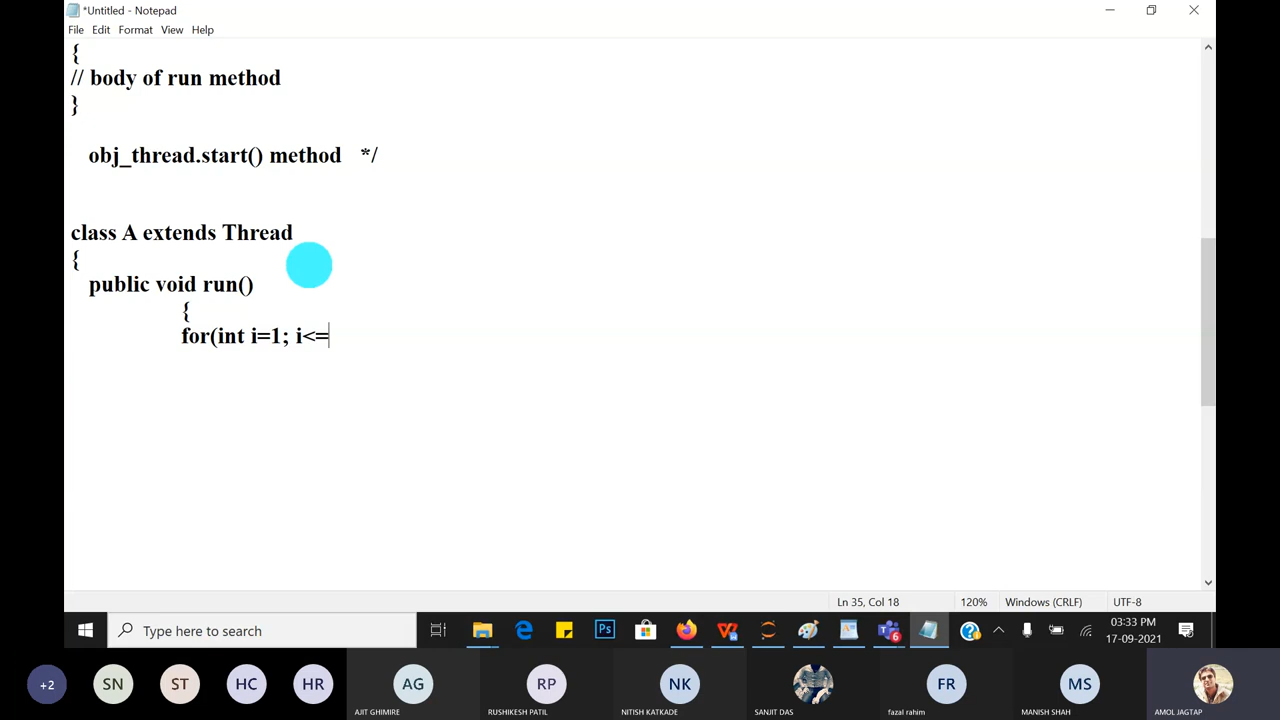 *Untitled - Notepad
File Edit Format View Help
{
// body of run method
}
obj_thread.start() method */
class A extends Thread
{
public void run()
{
for(int i=1; i<=
Ln 35, Col 18 120% Windows (CRLF) UTF-8
Type here to search
Ps
6
03:33 PM
17-09-2021
+2 SN ST HC HR AG RP NK FR MS
AJIT GHIMIRE RUSHIKESH PATIL NITISH KATKADE SANJIT DAS fazal rahim MANISH SHAH AMOL JAGTAP